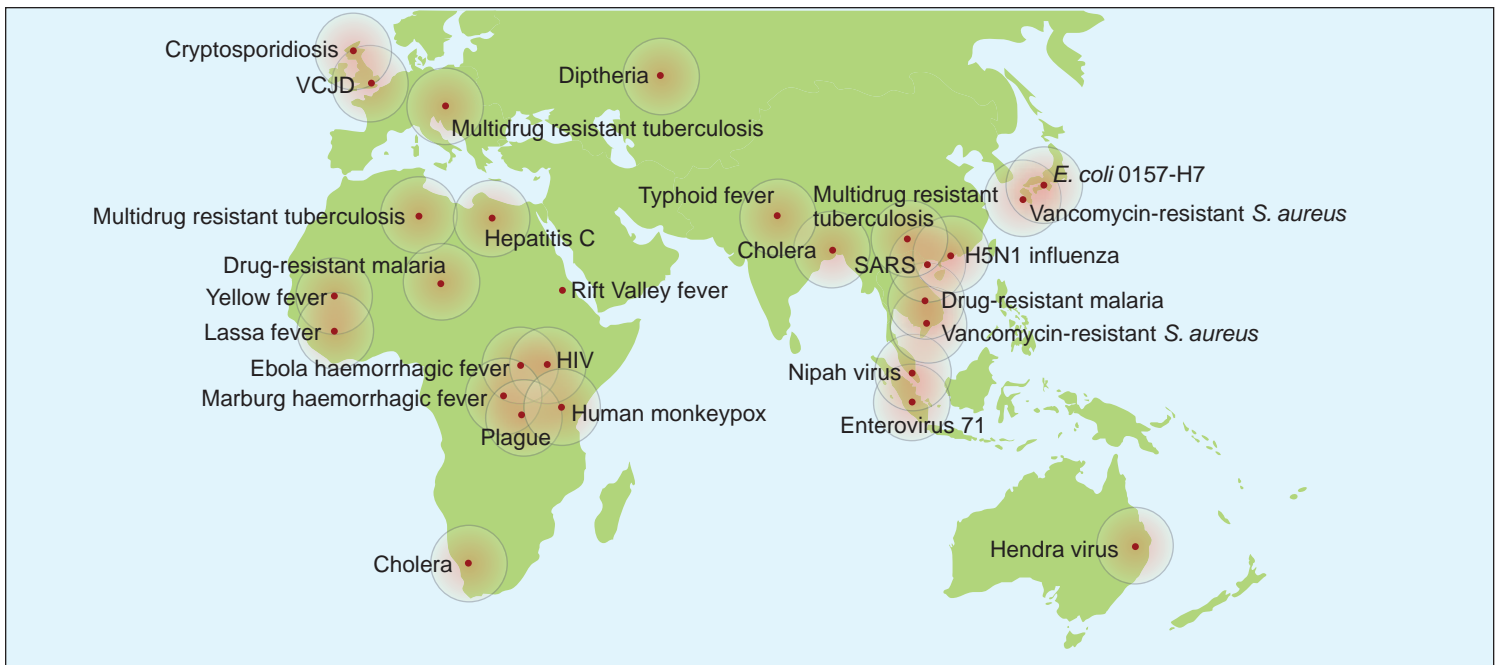 Cryptosporidiosis
VCJD
Diptheria
Multidrug resistant tuberculosis
E. coli 0157-H7
Typhoid fever
Multidrug resistant
tuberculosis
Vancomycin-resistant S. aureus
Multidrug resistant tuberculosis
Hepatitis C
Cholera
SARS
H5N1 influenza
Drug-resistant malaria
Yellow fever
Rift Valley fever
Drug-resistant malaria
Lassa fever
Vancomycin-resistant S. aureus
Ebola haemorrhagic fever
HIV
Nipah virus
Marburg haemorrhagic fever
Human monkeypox
Plague
Enterovirus 71
Hendra virus
Cholera